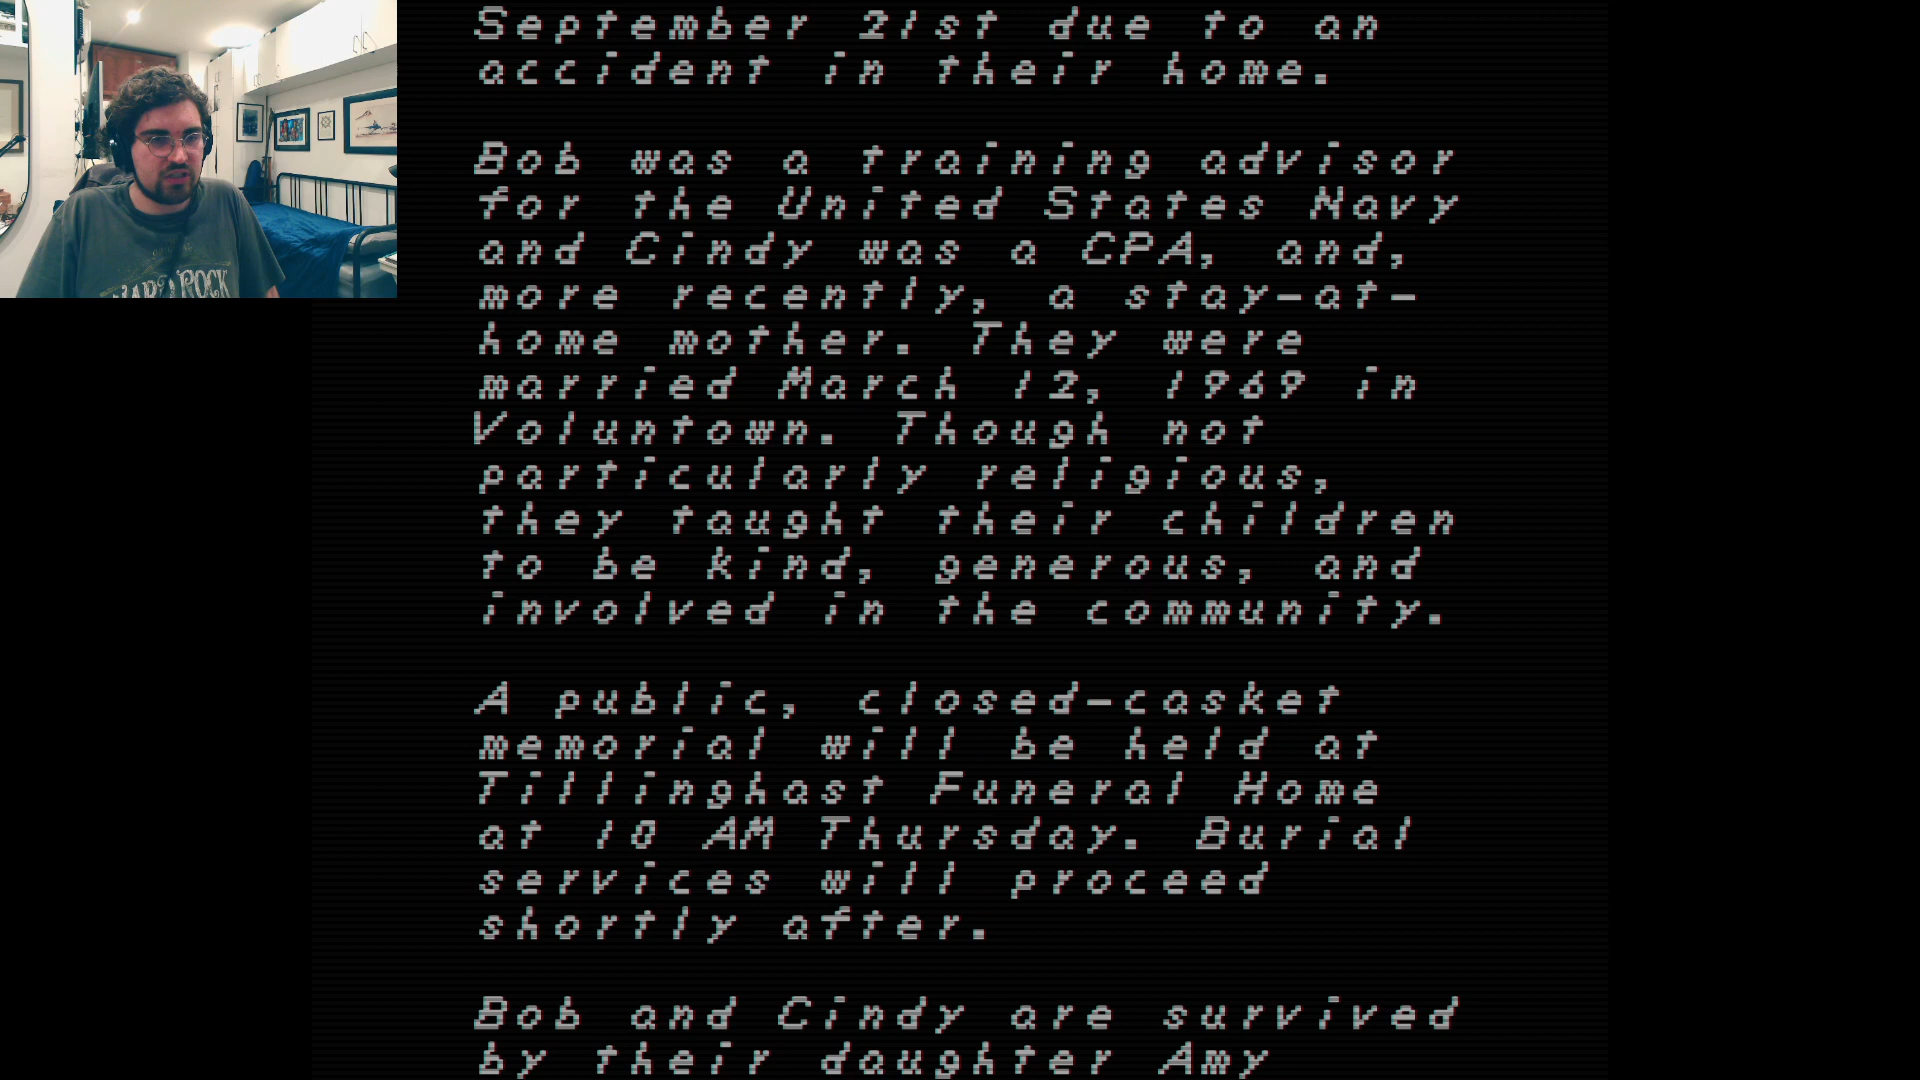 September 21st due to an
accident in their home.
Bob was a training advisor
for the United States Navy
and Cindy was a CPA, and,
more recently, a stay-at-
home mother. They were
married March 12, 1969 in
Voluntown. Though not
particularly religious,
they taught their children
to be kind, generous, and
involved in the community.
A public, closed-casket
memorial will be held at
Tillinghast Funeral Home
at 10 AM Thursday. Burial
services will proceed
shortly after.
Bob and Cindy are survived
by their daughter Amy
HARD ROCK